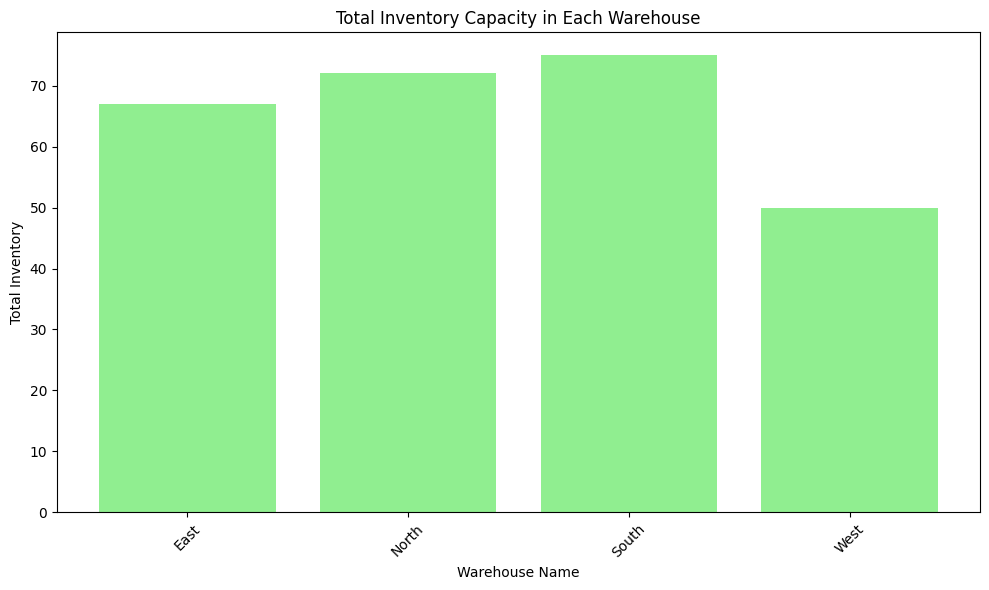 Total Inventory Capacity in Each Warehouse
Total Inventory
70
60
50
40
30
20
10
0
East
North
South
West
Warehouse Name